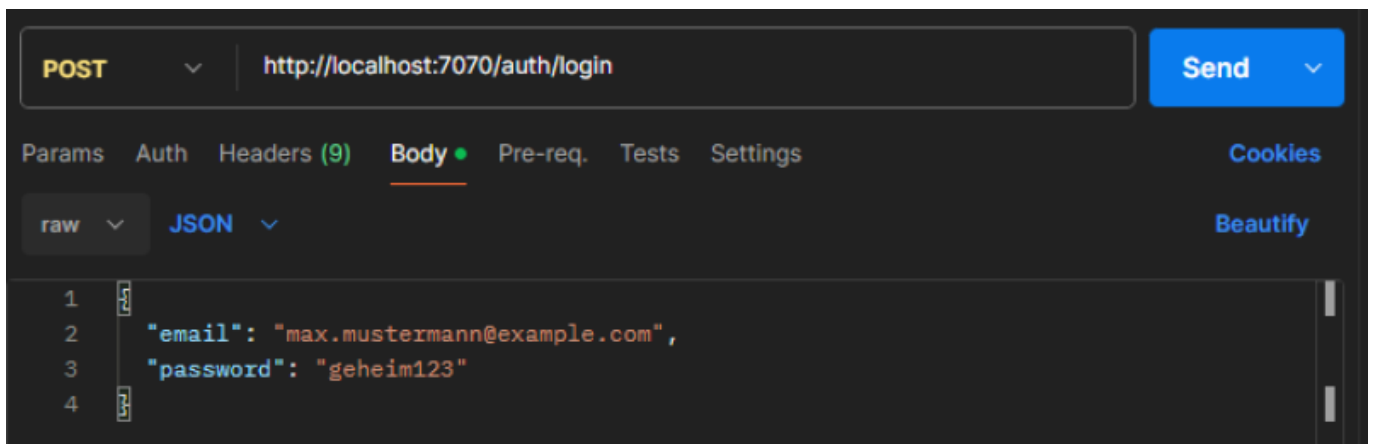 POST http://localhost:7070/auth/login Send
Params Auth Headers (9) Body Pre-req. Tests Settings Cookies
raw JSON Beautify
1 {
2 "email": "max.mustermann@example.com",
3 "password": "geheim123"
4 }